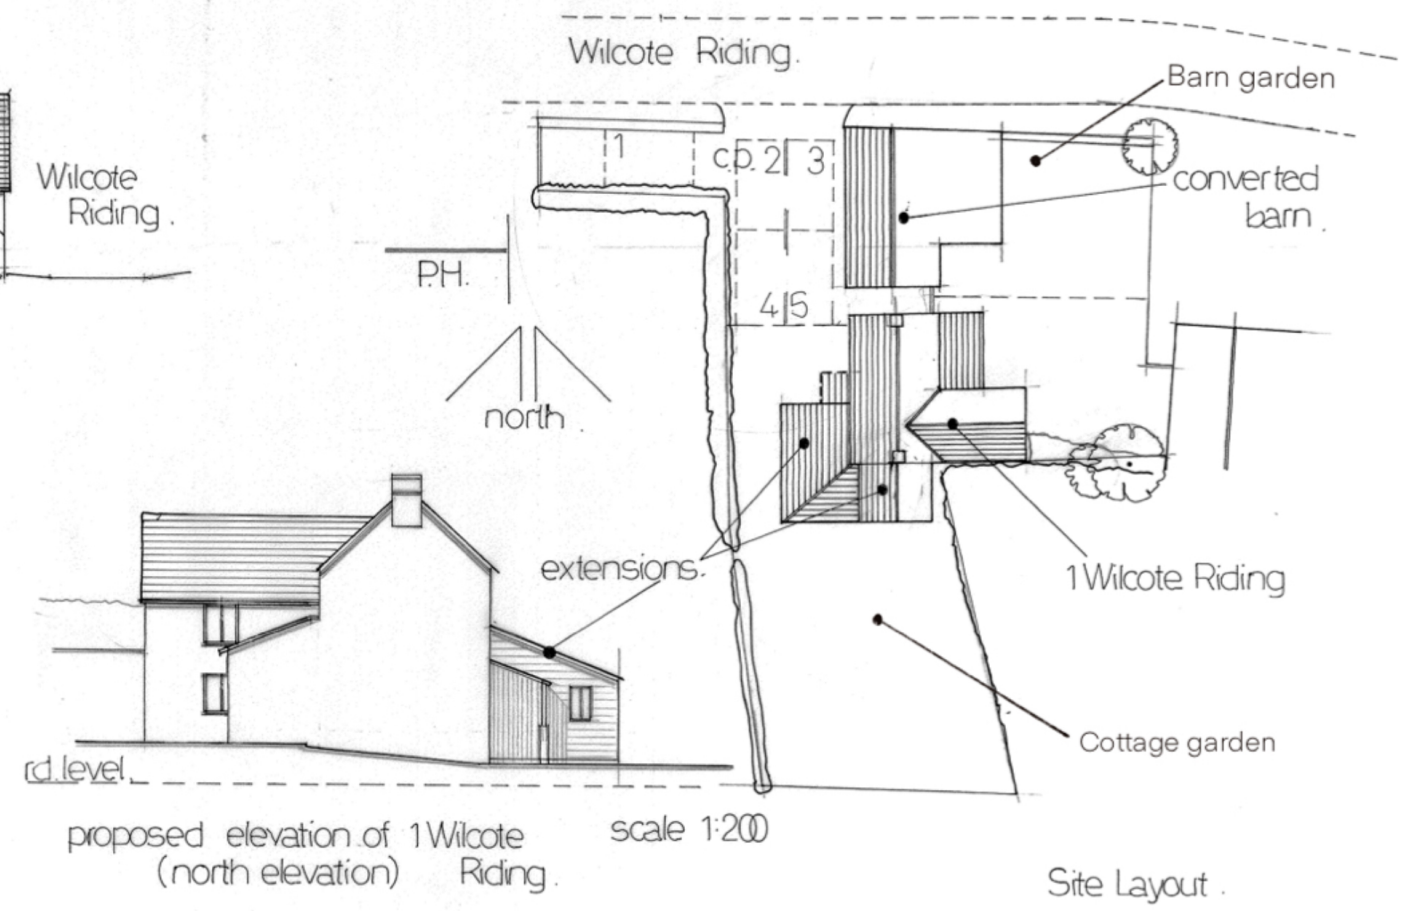 Wilcote Riding.
Barn garden
Wilcote
Riding.
1
c.p. 2 3
converted
barn.
P.H.
4 5
north.
extensions.
1 Wilcote Riding
Cottage garden
rd. level.
proposed elevation of 1 Wilcote
(north elevation) Riding.
scale 1:200
Site Layout.